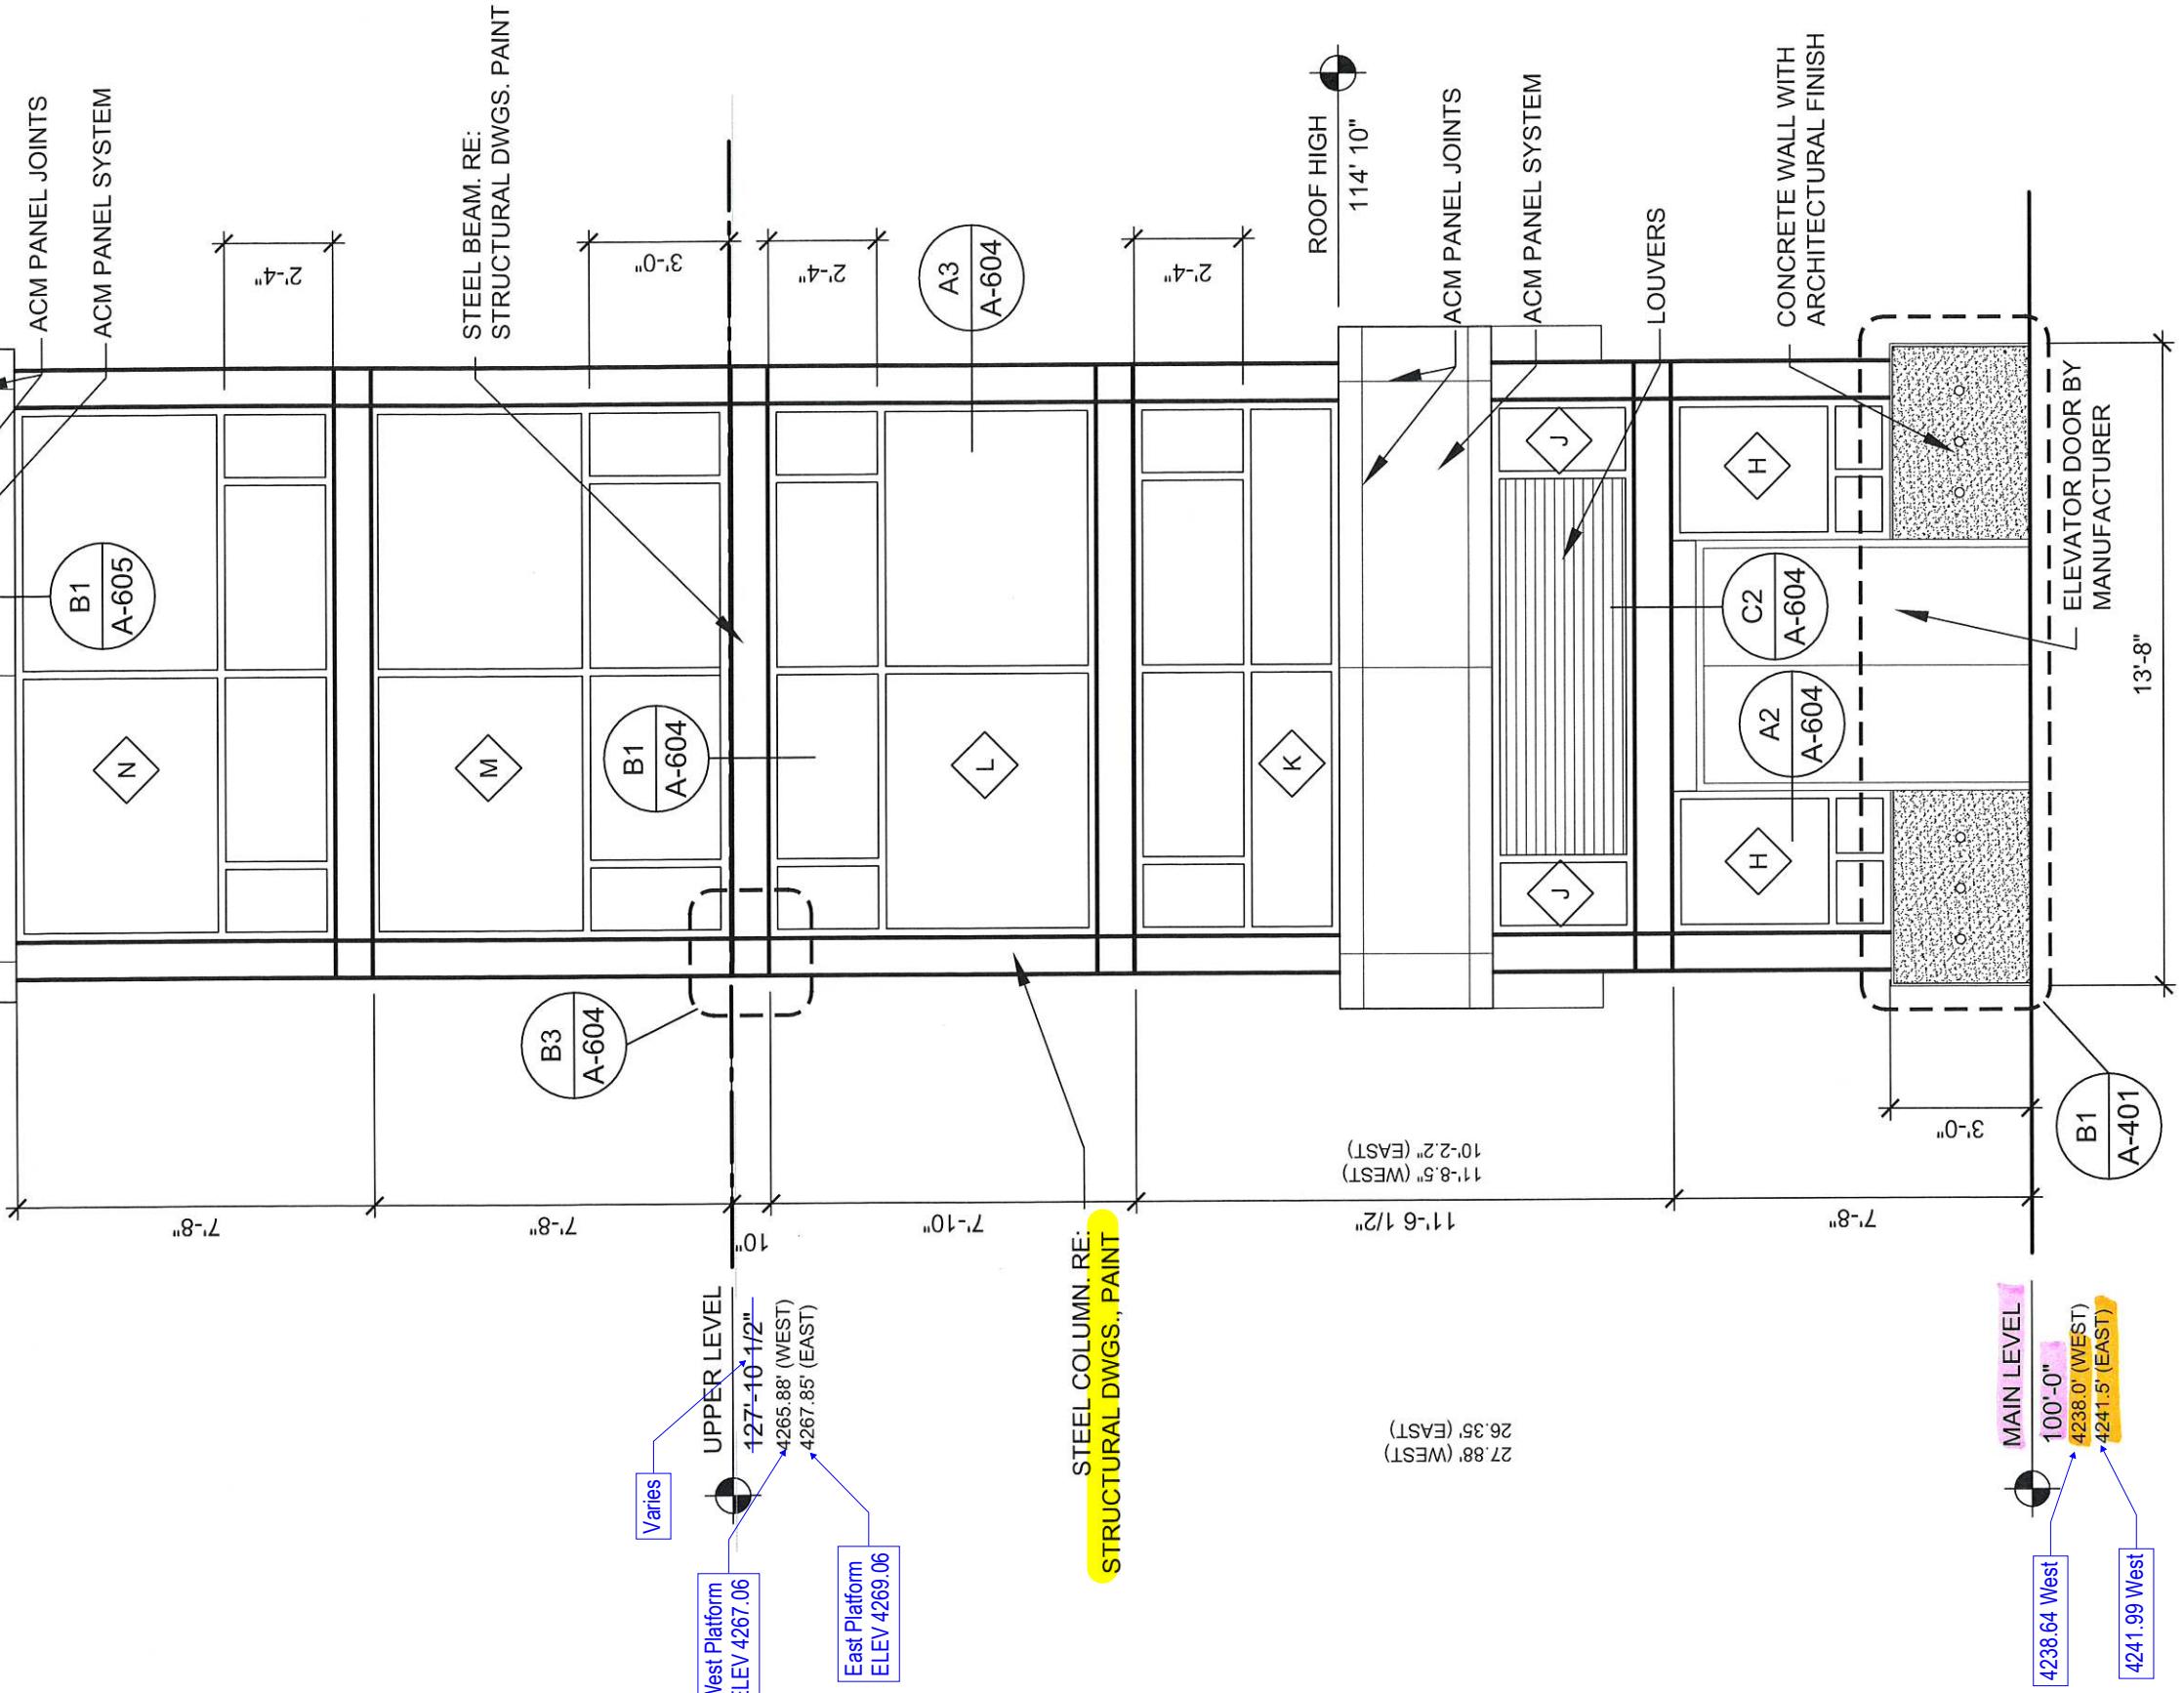 ACM PANEL JOINTS
ACM PANEL SYSTEM
2'-4"
B1
A-605
N
STEEL BEAM. RE:
STRUCTURAL DWGS. PAINT
3'-0"
M
B1
A-604
2'-4"
A3
A-604
L
B3
A-604
2'-4"
K
ROOF HIGH
114' 10"
ACM PANEL JOINTS
ACM PANEL SYSTEM
LOUVERS
J
J
CONCRETE WALL WITH
ARCHITECTURAL FINISH
H
H
C2
A-604
A2
A-604
ELEVATOR DOOR BY
MANUFACTURER
13'-8"
B1
A-401
3'-0"
7'-8"
7'-8"
10"
7'-10"
11'-6 1/2"
11'-8.5" (WEST)
10'-2.2" (EAST)
7'-8"
UPPER LEVEL
127'-10 1/2"
4265.88' (WEST)
4267.85' (EAST)
Varies
West Platform
ELEV 4267.06
East Platform
ELEV 4269.06
STEEL COLUMN. RE:
STRUCTURAL DWGS., PAINT
27.88' (WEST)
26.35' (EAST)
MAIN LEVEL
100'-0"
4238.0' (WEST)
4241.5' (EAST)
4238.64 West
4241.99 West